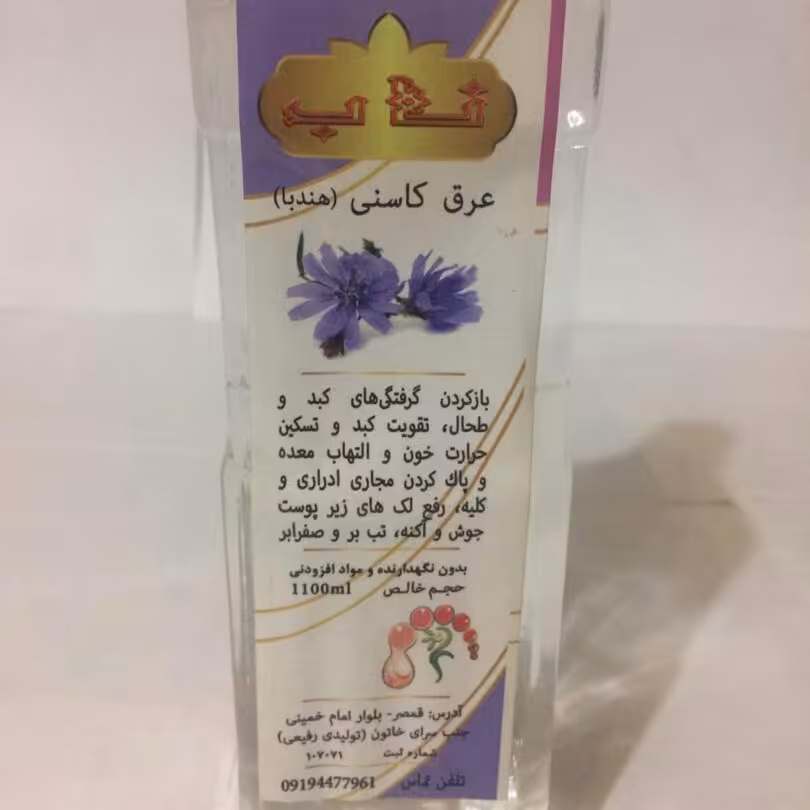 عرق کاسنی (هندبا)
بازکردن گرفتگی‌های کبد و
طحال، تقویت کبد و تسکین
حرارت خون و التهاب معده
و پاك کردن مجاری ادراری و
کلیه، رفع لک های زیر پوست
جوش و آکنه، تب بر و صفرابر
بدون نگهدارنده و مواد افزودنی
حجم خالص 1100ml
آدرس: قمصر- بلوار امام خمینی
جنب سرای خاتون (تولیدی رفیعی)
شماره ثبت ۱۰۷۰۷۱
تلفن تماس 09194477961